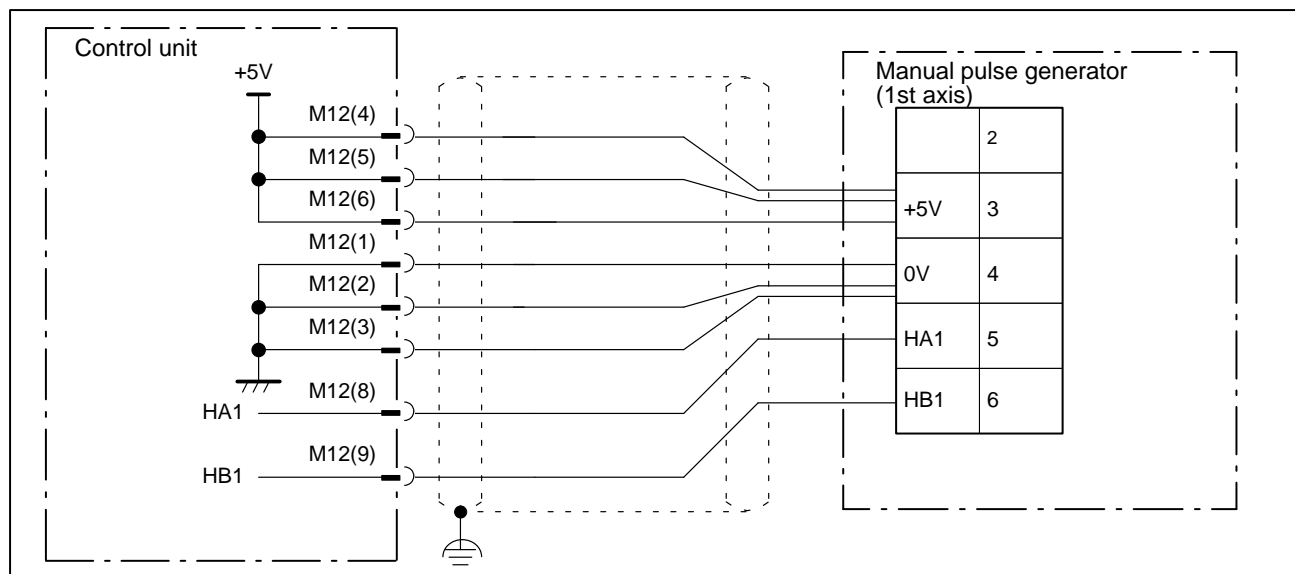 Control unit
+5V
M12(4)
M12(5)
M12(6)
M12(1)
M12(2)
M12(3)
M12(8)
HA1
M12(9)
HB1
Manual pulse generator
(1st axis)
2
+5V 3
0V 4
HA1 5
HB1 6